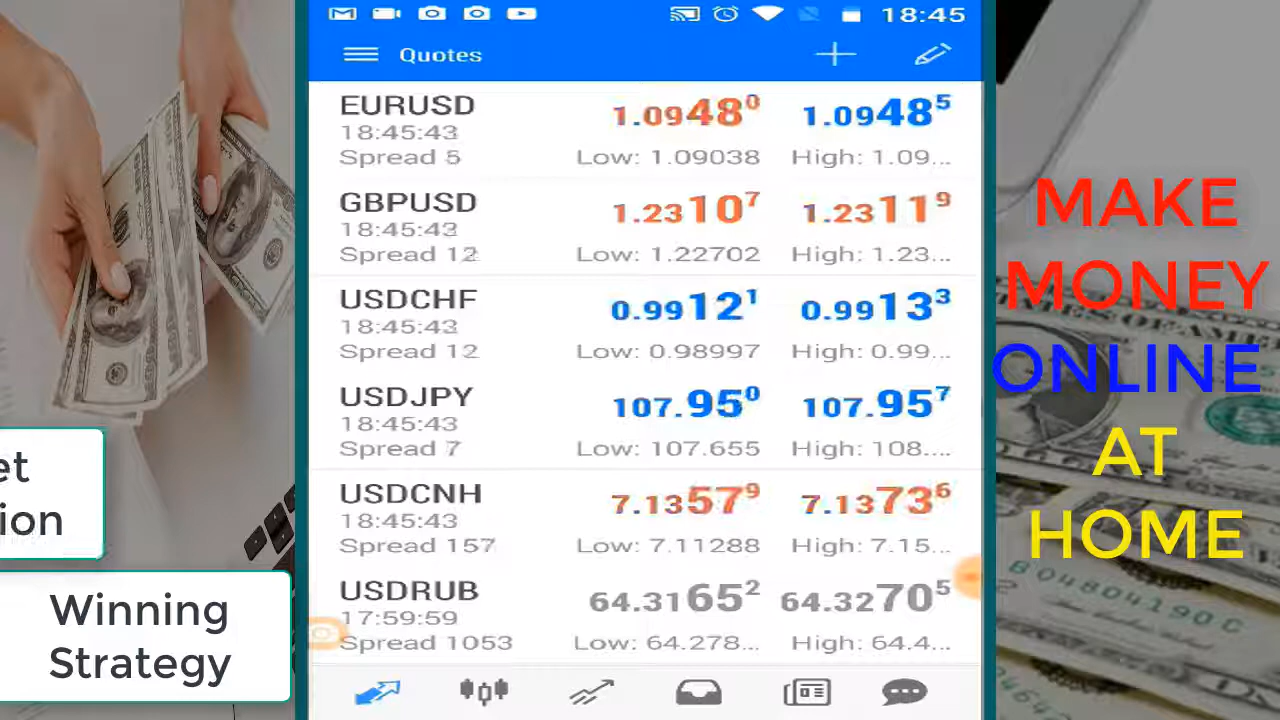 18:45
Quotes
EURUSD
1.09480
1.09485
18:45:43
Spread 5
Low: 1.09038
High: 1.09...
GBPUSD
1.23107
1.23119
18:45:43
Spread 12
Low: 1.22702
High: 1.23...
USDCHF
0.99121
0.99133
18:45:43
Spread 12
Low: 0.98997
High: 0.99...
USDJPY
107.950
107.957
18:45:43
Spread 7
Low: 107.655
High: 108....
USDCNH
7.13579
7.13736
18:45:43
Spread 157
Low: 7.11288
High: 7.15...
USDRUB
64.31652
64.32705
17:59:59
Spread 1053
Low: 64.278...
High: 64.4...
et
ion
Winning
Strategy
MAKE
MONEY
ONLINE
AT
HOME